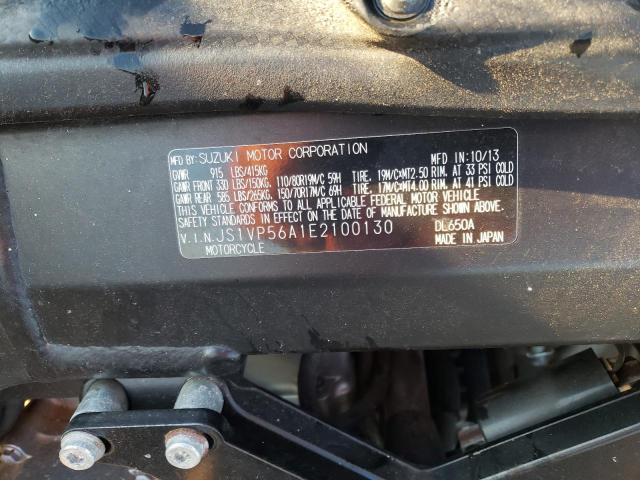 MFD BY: SUZUKI MOTOR CORPORATION MFD IN: 10/13
GVWR 915 LBS/415KG
GAWR FRONT 330 LBS/150KG, 110/80R19M/C 59H TIRE, 19M/C×MT2.50 RIM, AT 33 PSI COLD
GAWR REAR 585 LBS/265KG, 150/70R17M/C 69H TIRE, 17M/C×MT4.00 RIM, AT 41 PSI COLD
THIS VEHICLE CONFORMS TO ALL APPLICABLE FEDERAL MOTOR VEHICLE
SAFETY STANDARDS IN EFFECT ON THE DATE OF MANUFACTURE SHOWN ABOVE.
V.I.N. JS1VP56A1E2100130 DL650A
MOTORCYCLE MADE IN JAPAN